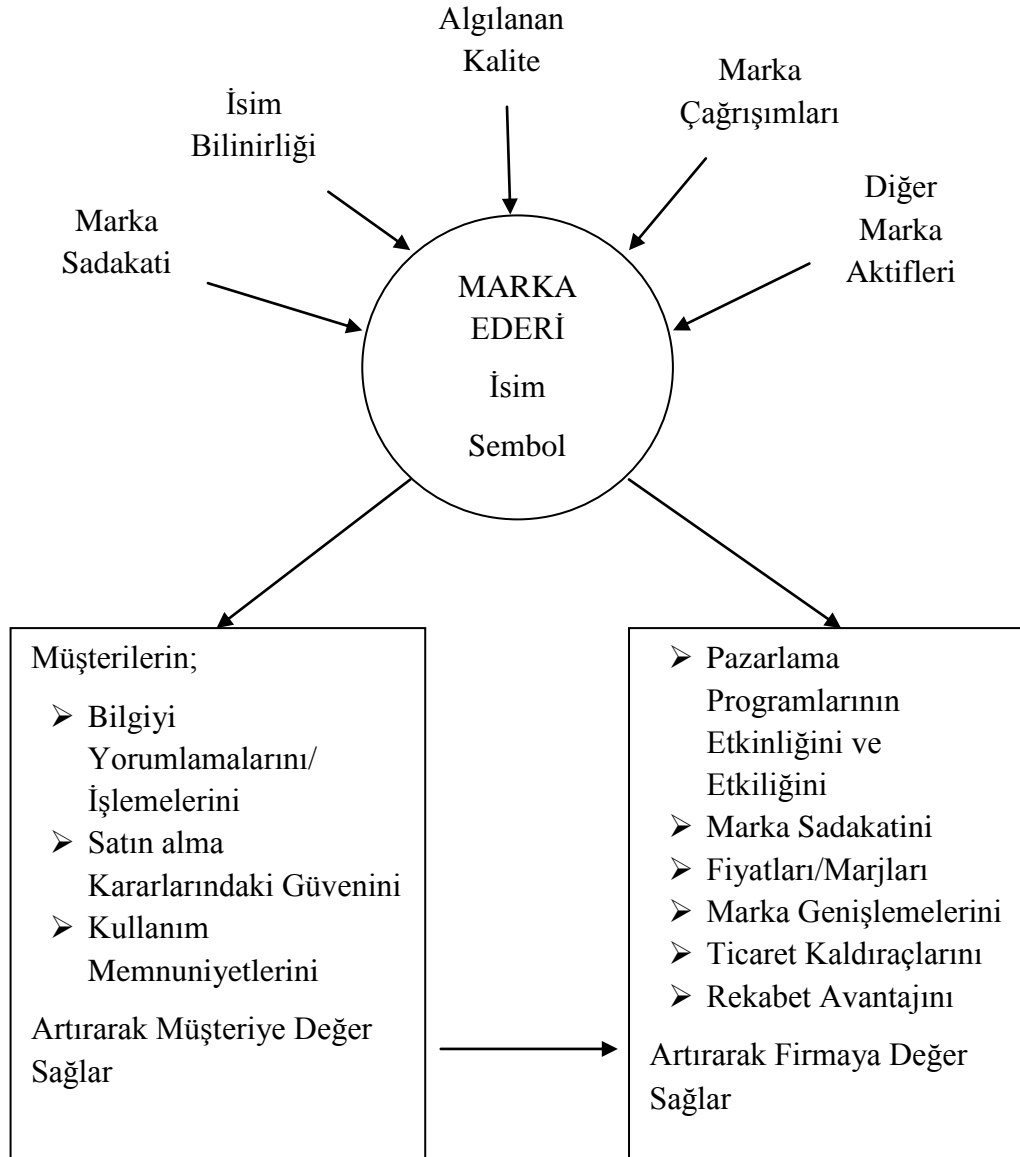 Algılanan
Kalite
Marka
Çağrışımları
İsim
Bilinirliği
Diğer
Marka
Aktifleri
Marka
Sadakati
MARKA
EDERİ
İsim
Sembol
Müşterilerin;
➢ Bilgiyi
Yorumlamalarını/
İşlemelerini
➢ Satın alma
Kararlarındaki Güvenini
➢ Kullanım
Memnuniyetlerini
Artırarak Müşteriye Değer
Sağlar
➢ Pazarlama
Programlarının
Etkinliğini ve
Etkiliğini
➢ Marka Sadakatini
➢ Fiyatları/Marjları
➢ Marka Genişlemelerini
➢ Ticaret Kaldıraçlarını
➢ Rekabet Avantajını
Artırarak Firmaya Değer
Sağlar